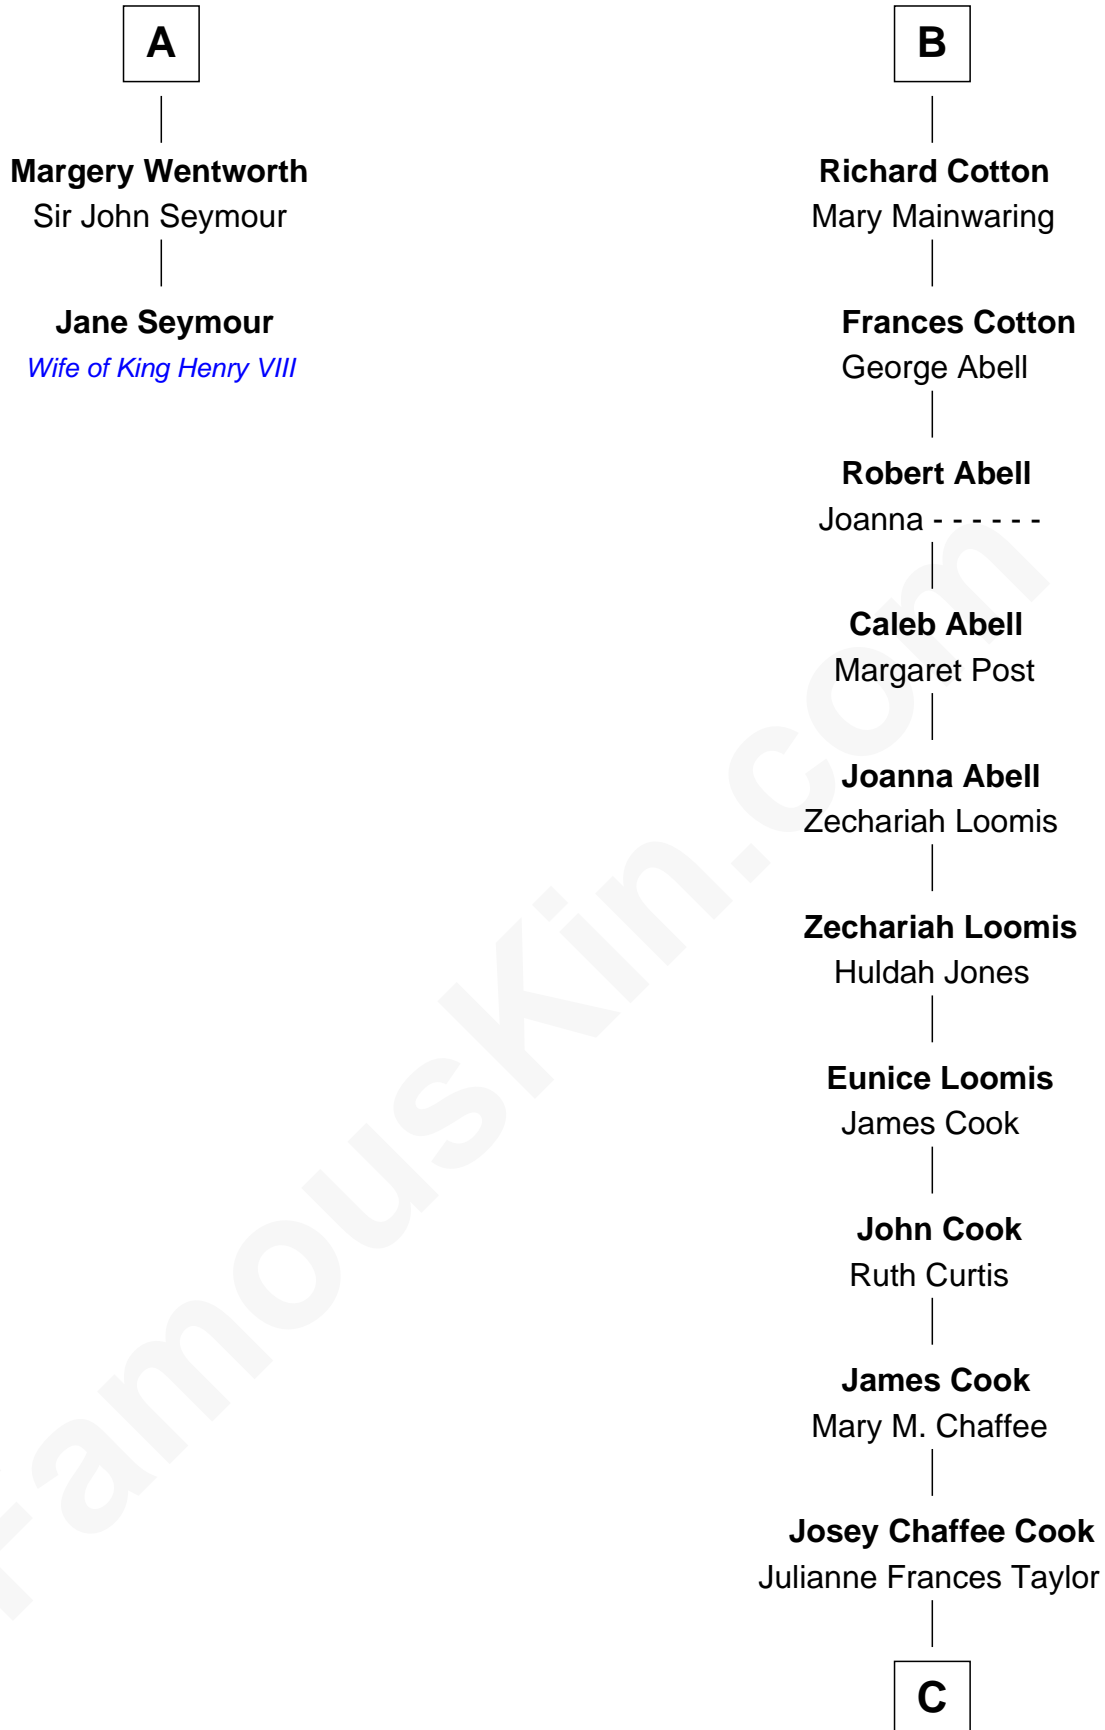 A
Margery Wentworth
Sir John Seymour
Jane Seymour
Wife of King Henry VIII
B
Richard Cotton
Mary Mainwaring
Frances Cotton
George Abell
Robert Abell
Joanna - - - - - -
Caleb Abell
Margaret Post
Joanna Abell
Zechariah Loomis
Zechariah Loomis
Huldah Jones
Eunice Loomis
James Cook
John Cook
Ruth Curtis
James Cook
Mary M. Chaffee
Josey Chaffee Cook
Julianne Frances Taylor
C
FamousKin.com